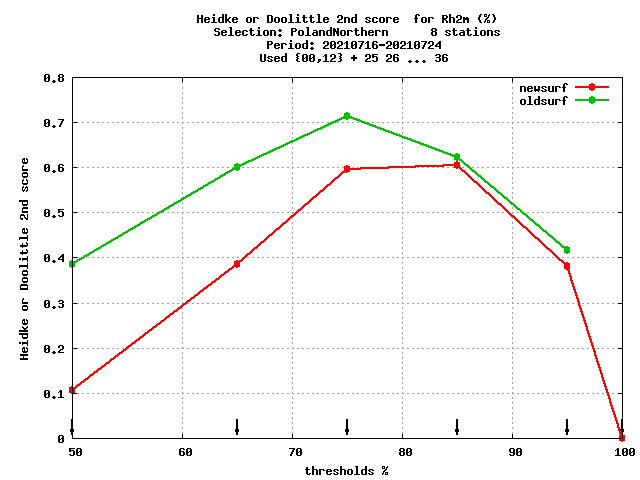 Heidke or Doolittle 2nd score  for Rh2m (%)
Selection: PolandNorthern      8 stations
Period: 20210716-20210724
Used {00,12} + 25 26 ... 36
newsurf
oldsurf
0.8
0.7
0.6
0.5
0.4
0.3
0.2
0.1
0
Heidke or Doolittle 2nd score
50 60 70 80 90 100
thresholds %